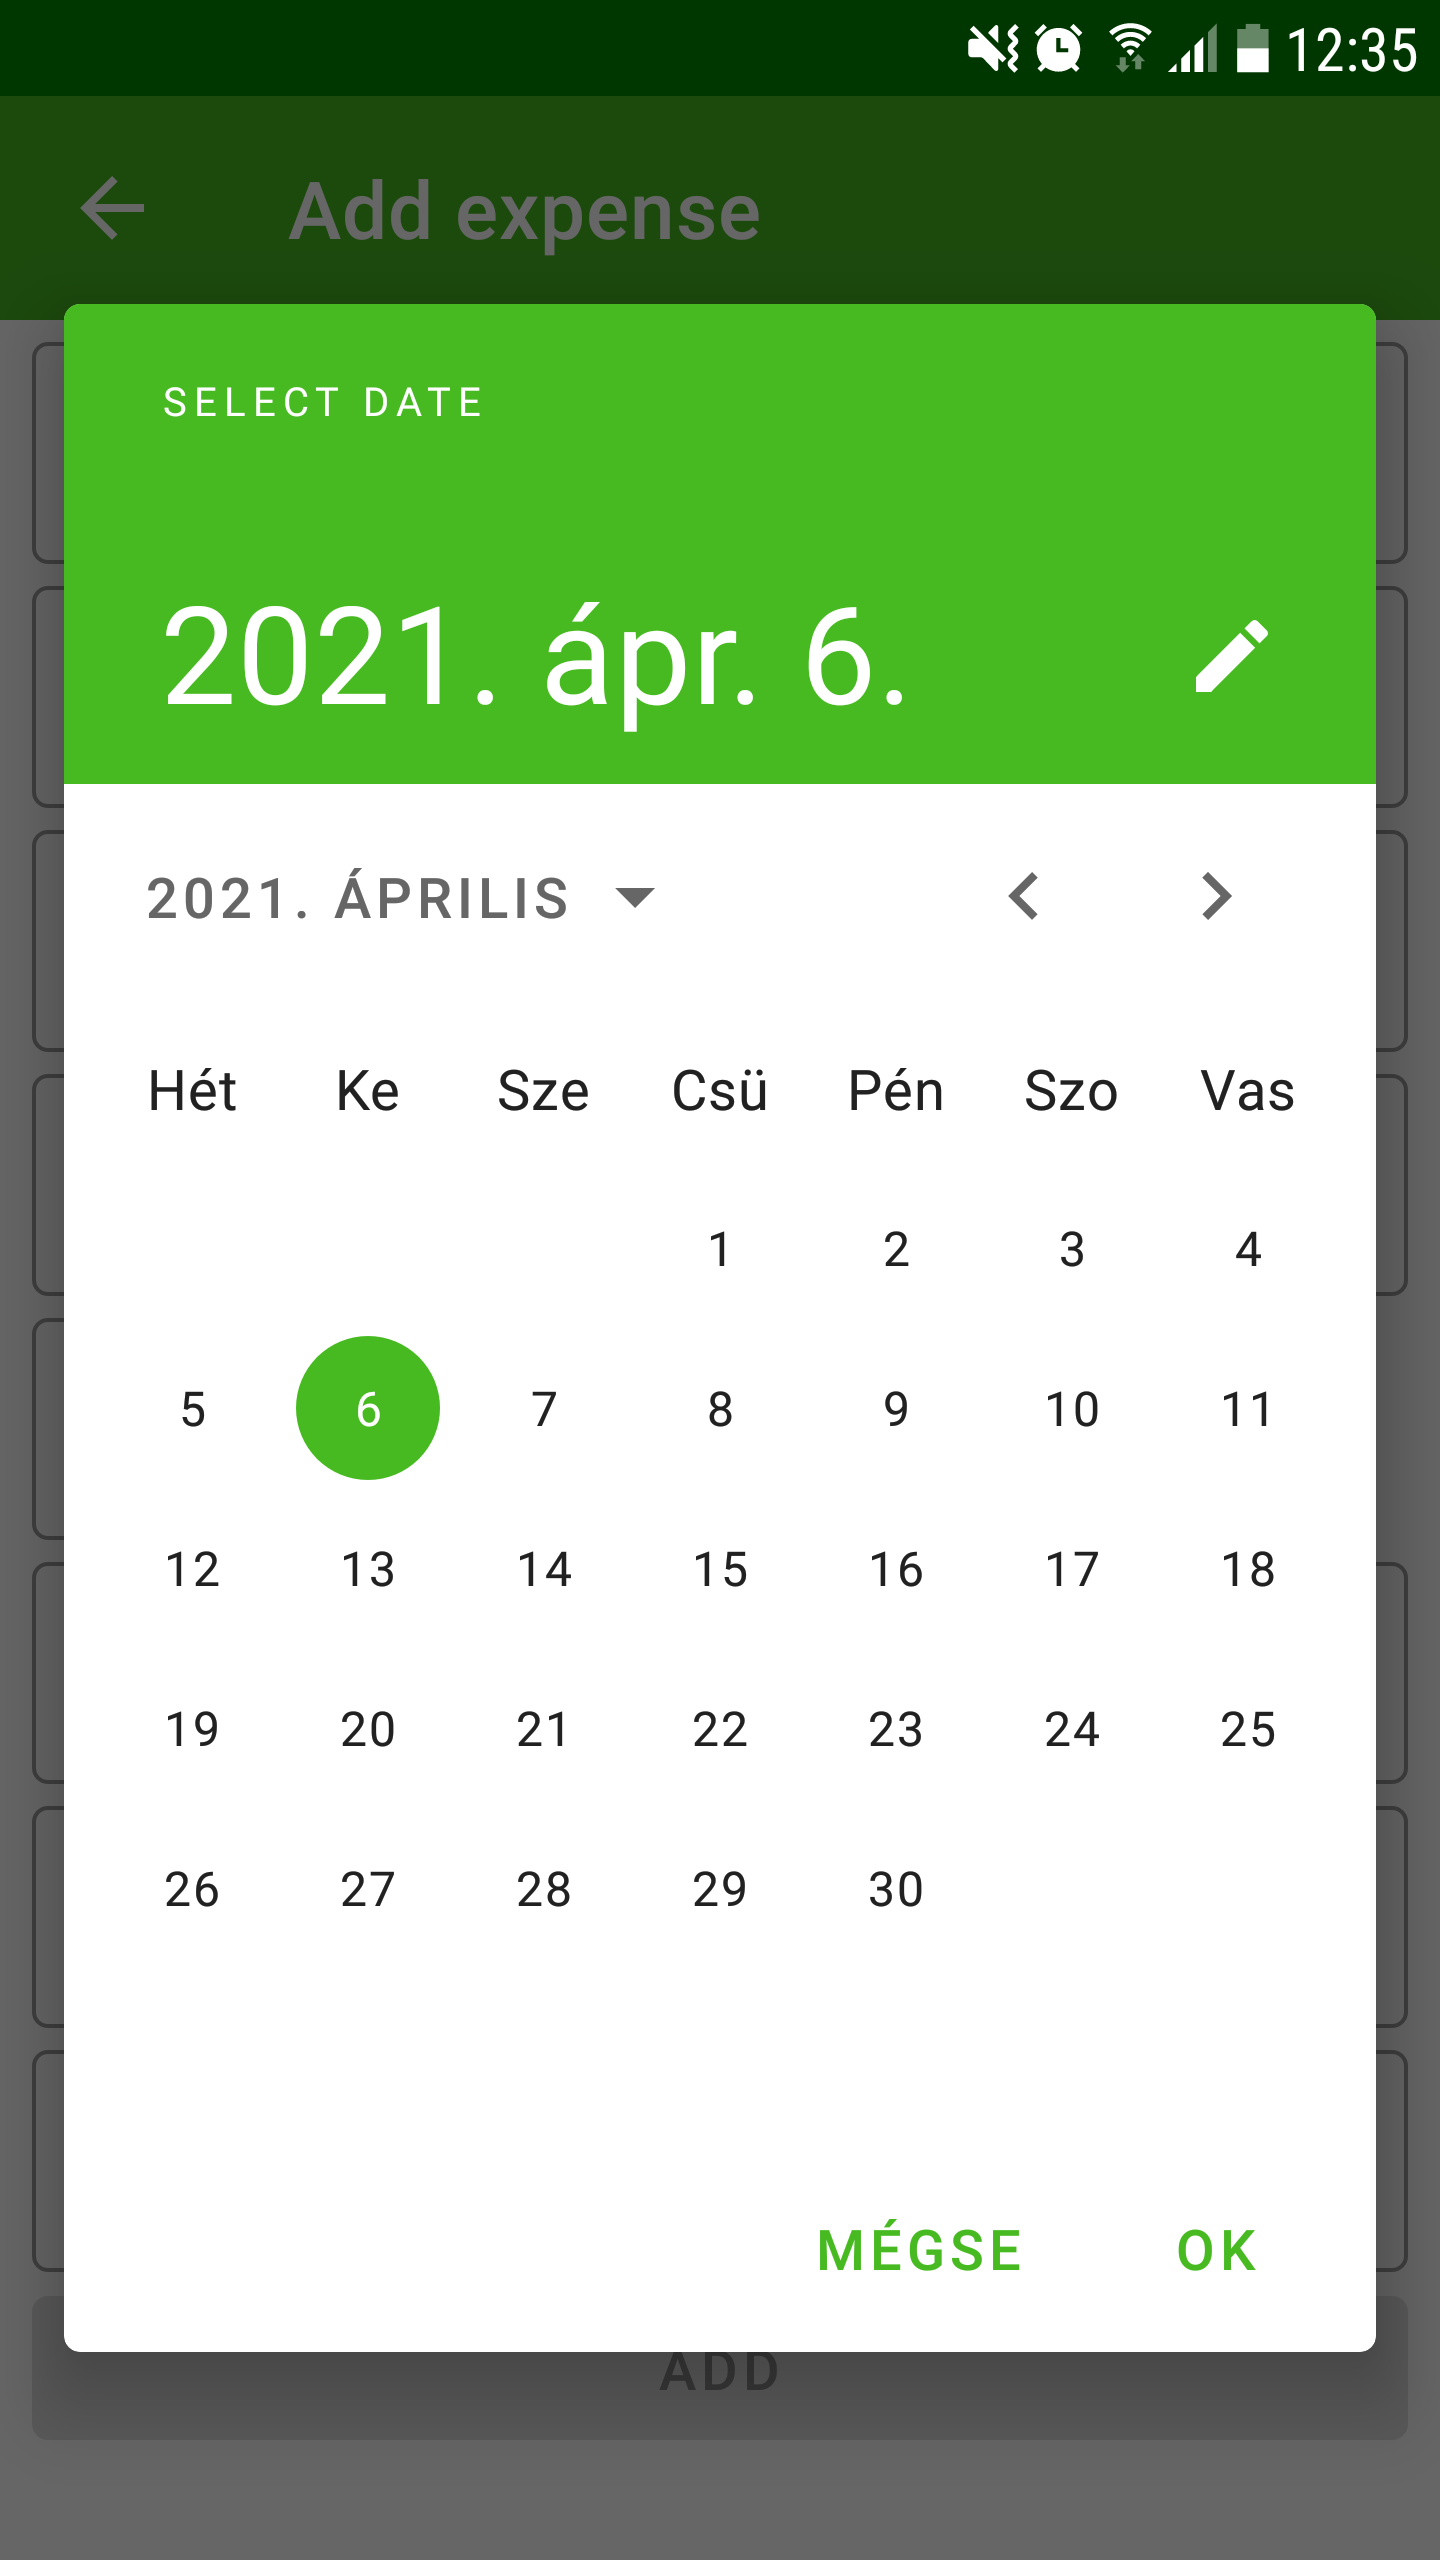 12:35
Add expense
SELECT DATE
2021. ápr. 6.
2021. ÁPRILIS
Hét Ke Sze Csü Pén Szo Vas
1 2 3 4
5 6 7 8 9 10 11
12 13 14 15 16 17 18
19 20 21 22 23 24 25
26 27 28 29 30
MÉGSE OK
ADD